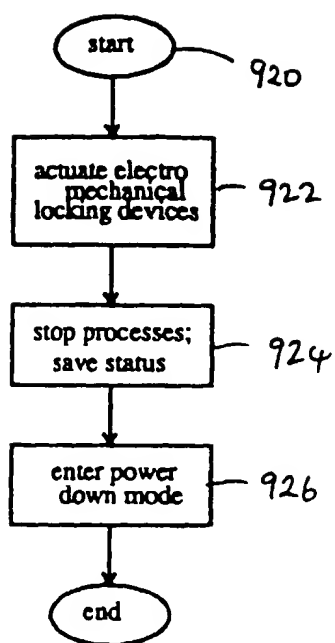 start
920
actuate electro
mechanical
locking devices
922
stop processes;
save status
924
enter power
down mode
926
end